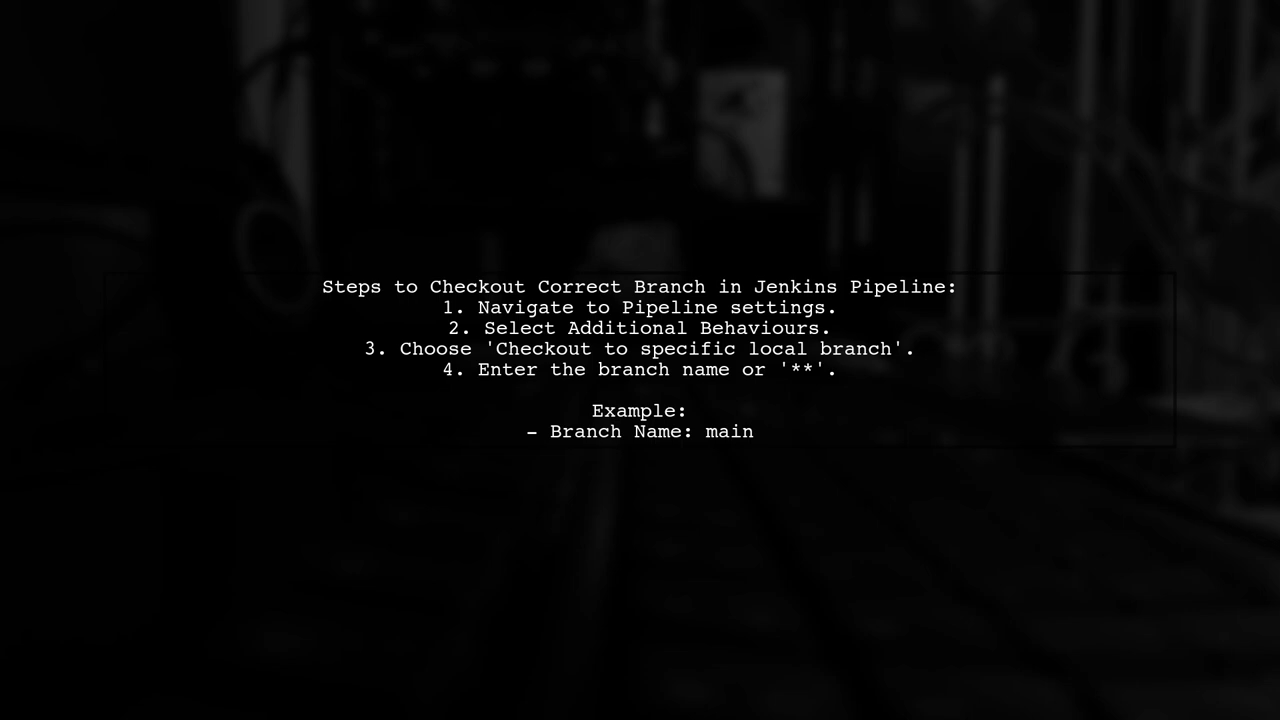 Steps to Checkout Correct Branch in Jenkins Pipeline:
1. Navigate to Pipeline settings.
2. Select Additional Behaviours.
3. Choose 'Checkout to specific local branch'.
4. Enter the branch name or '**'.
Example:
- Branch Name: main